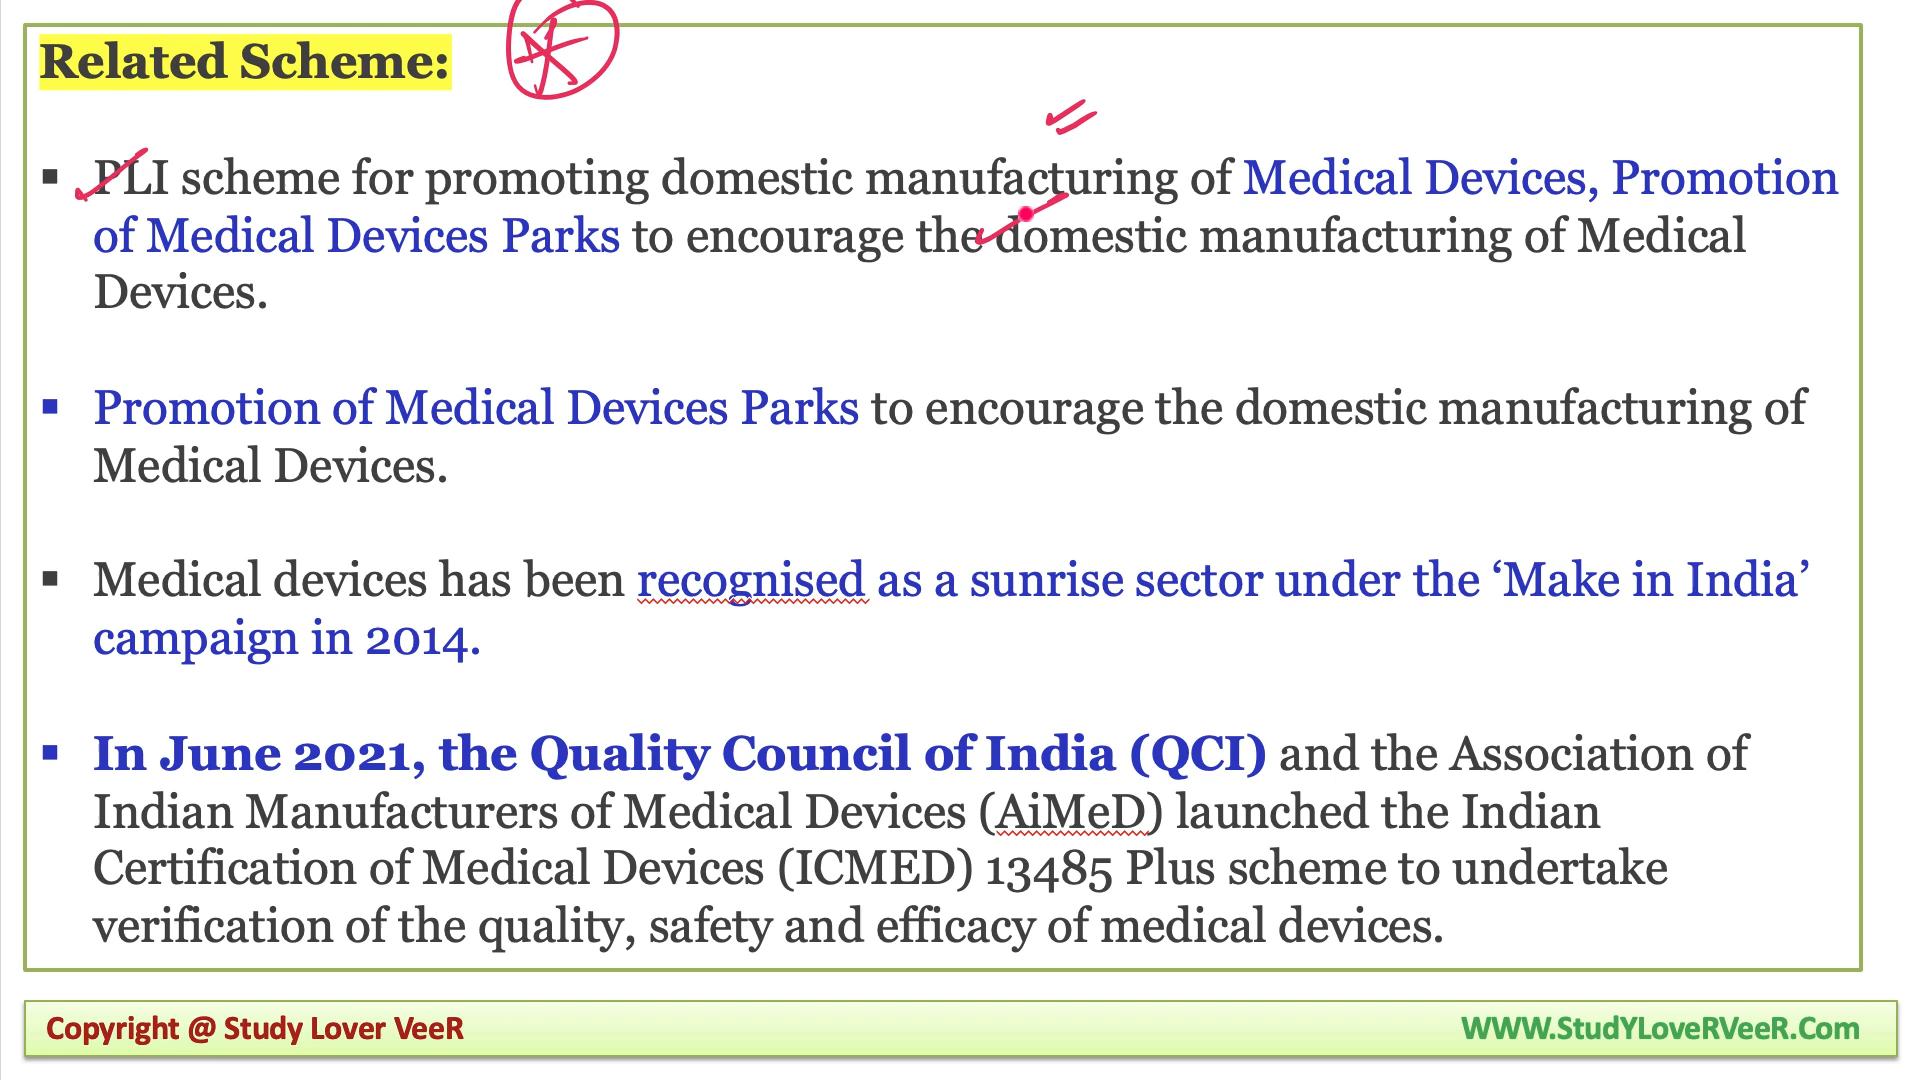 Related Scheme:
▪ PLI scheme for promoting domestic manufacturing of Medical Devices, Promotion
of Medical Devices Parks to encourage the domestic manufacturing of Medical
Devices.
▪ Promotion of Medical Devices Parks to encourage the domestic manufacturing of
Medical Devices.
▪ Medical devices has been recognised as a sunrise sector under the ‘Make in India’
campaign in 2014.
▪ In June 2021, the Quality Council of India (QCI) and the Association of
Indian Manufacturers of Medical Devices (AiMeD) launched the Indian
Certification of Medical Devices (ICMED) 13485 Plus scheme to undertake
verification of the quality, safety and efficacy of medical devices.
Copyright @ Study Lover VeeR
WWW.StudYLoveRVeeR.Com